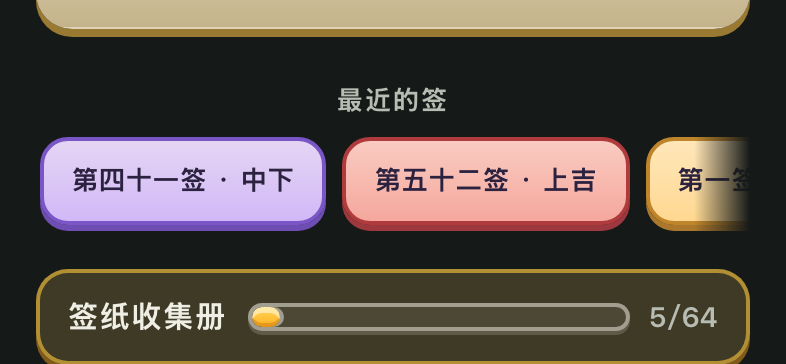 最近的签
第四十一签 · 中下
第五十二签 · 上吉
第一签
签纸收集册 5/64